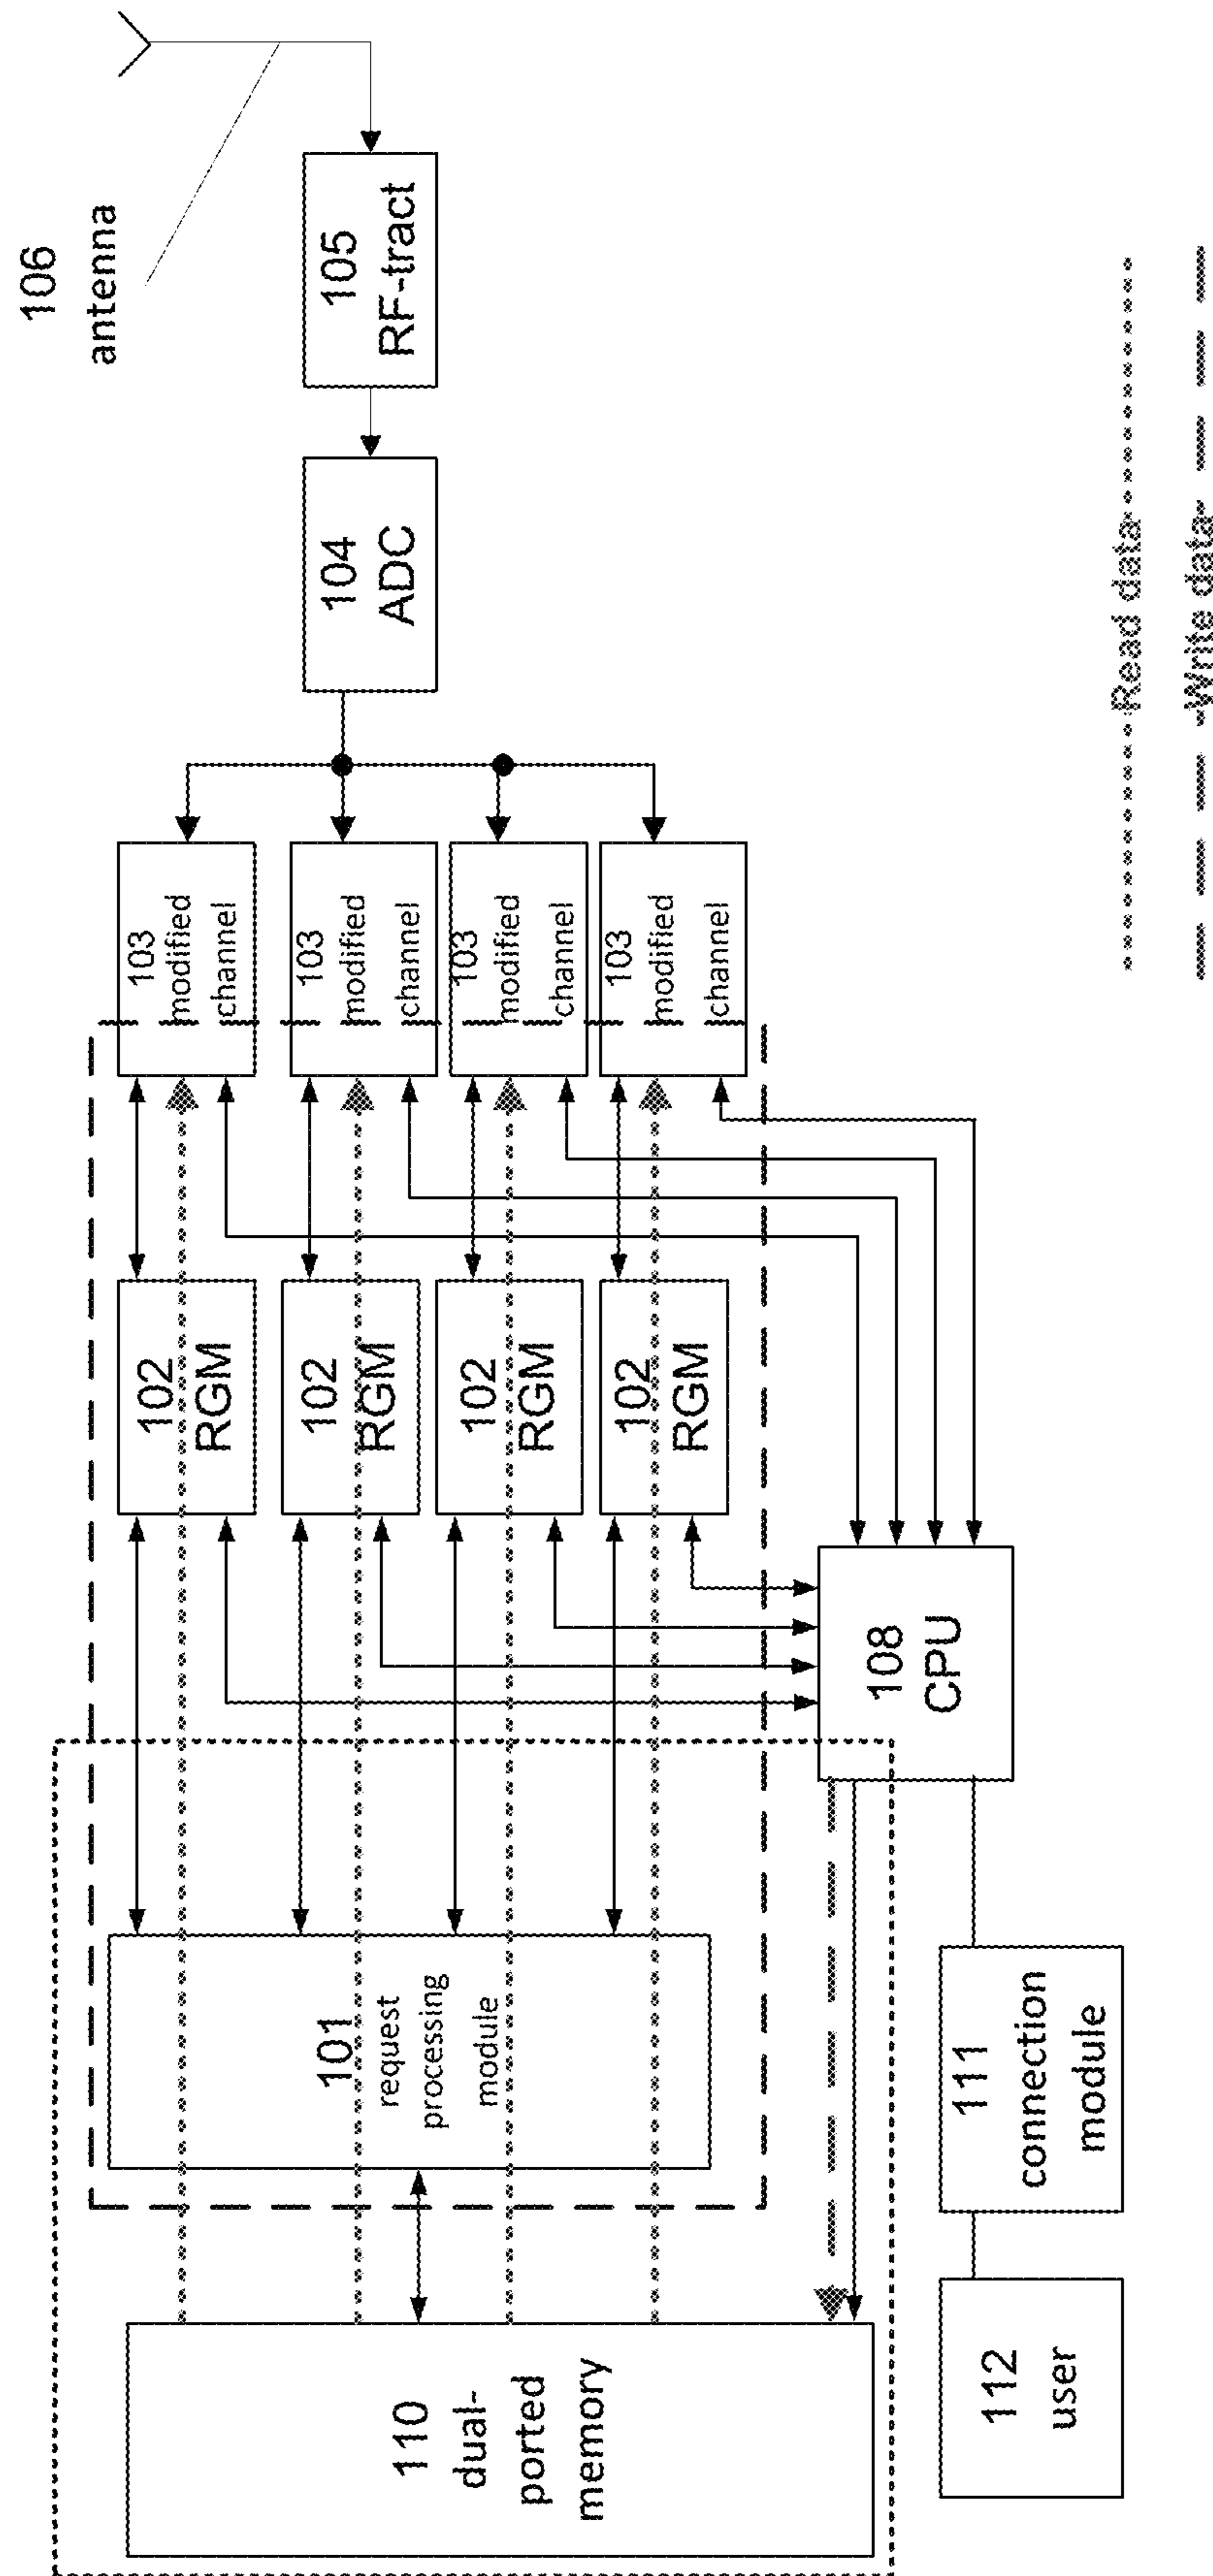 110
dual-
ported
memory
101
request
processing
module
102
RGM
102
RGM
102
RGM
102
RGM
103
modified
channel
103
modified
channel
103
modified
channel
103
modified
channel
104
ADC
105
RF-tract
106
antenna
108
CPU
112
user
111
connection
module
Read data
Write data